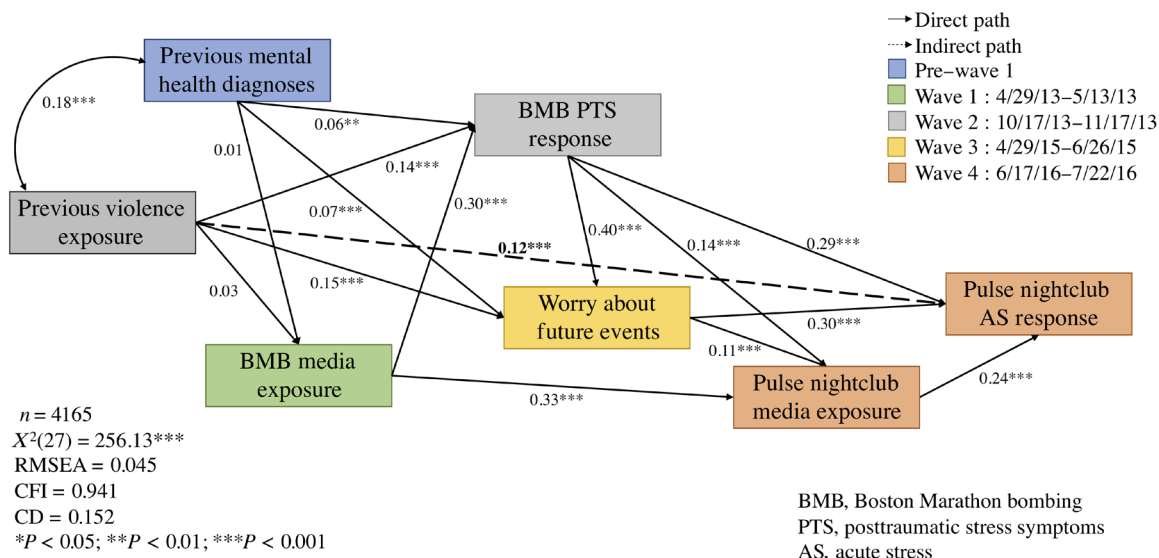 Direct path
Indirect path
Pre−wave 1
Wave 1 : 4/29/13−5/13/13
Wave 2 : 10/17/13−11/17/13
Wave 3 : 4/29/15−6/26/15
Wave 4 : 6/17/16−7/22/16
Previous mental
health diagnoses
0.18***
BMB PTS
response
0.06**
0.01
0.14***
Previous violence
exposure
0.07***
0.30***
0.40***
0.14***
0.29***
0.12***
0.15***
0.03
Worry about
future events
Pulse nightclub
AS response
0.30***
0.11***
BMB media
exposure
Pulse nightclub
media exposure
0.24***
0.33***
n = 4165
X²(27) = 256.13***
RMSEA = 0.045
CFI = 0.941
CD = 0.152
*P < 0.05; **P < 0.01; ***P < 0.001
BMB, Boston Marathon bombing
PTS, posttraumatic stress symptoms
AS, acute stress